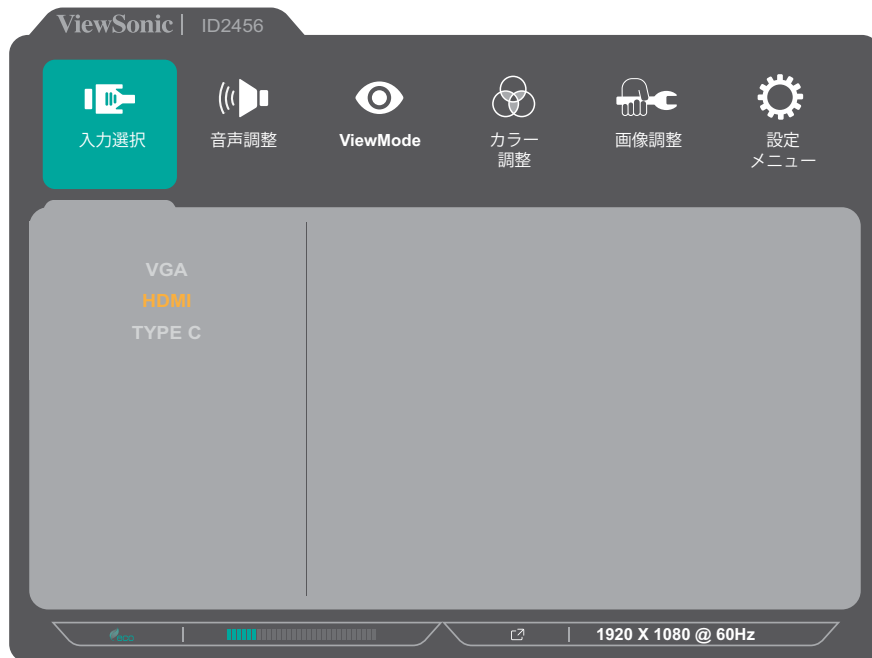 ViewSonic | ID2456
入力選択
音声調整
ViewMode
カラー
調整
画像調整
設定
メニュー
VGA
HDMI
TYPE C
eco
1920 X 1080 @ 60Hz